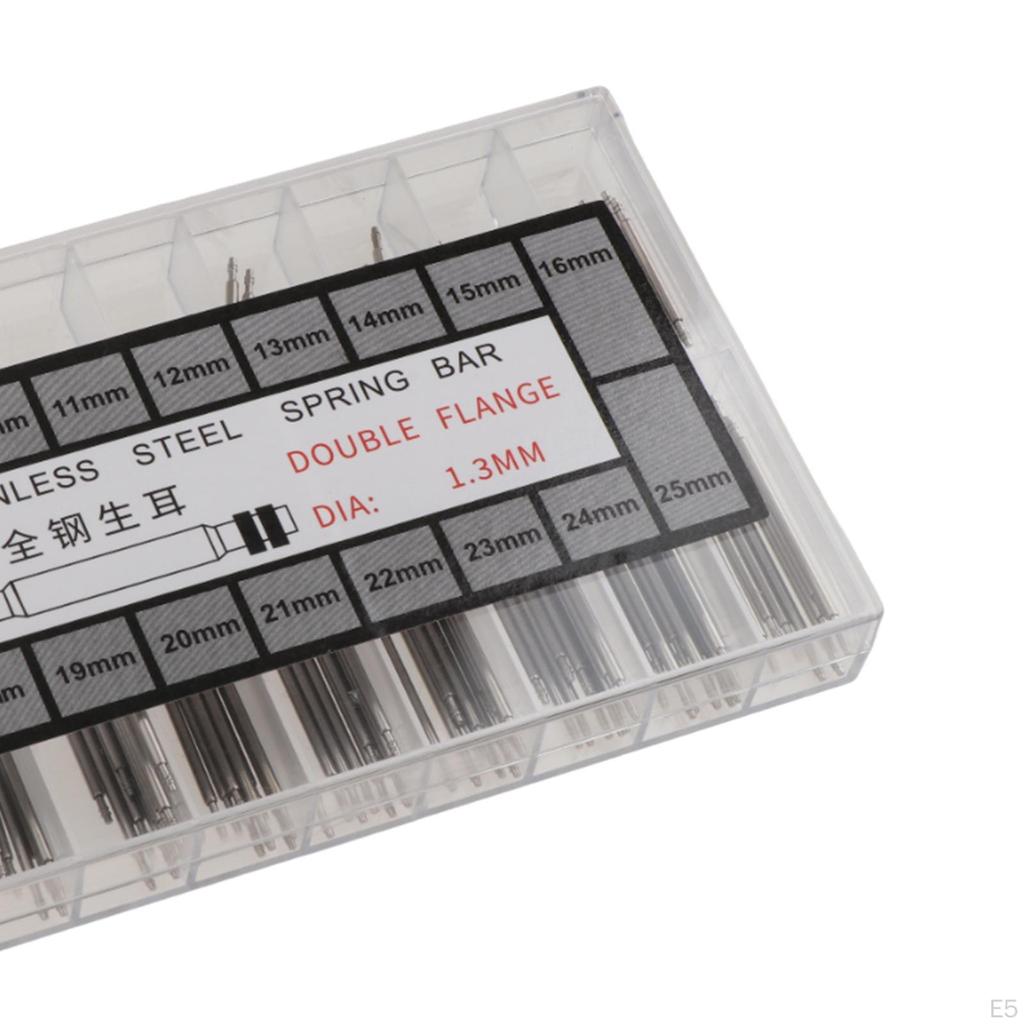 11mm 12mm 13mm 14mm 15mm 16mm
STEEL SPRING BAR
DOUBLE FLANGE
全钢生耳
DIA: 1.3MM
19mm 20mm 21mm 22mm 23mm 24mm 25mm
E5